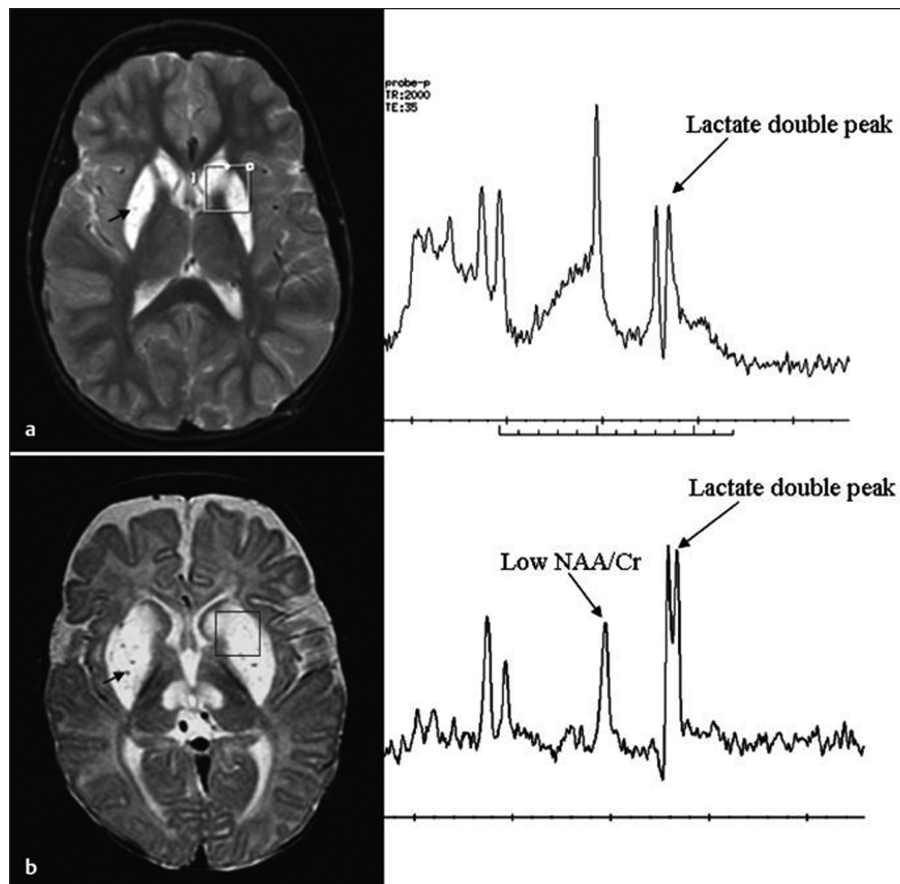 probe-p
TR:2000
TE:35
Lactate double peak
a
Lactate double peak
Low NAA/Cr
b